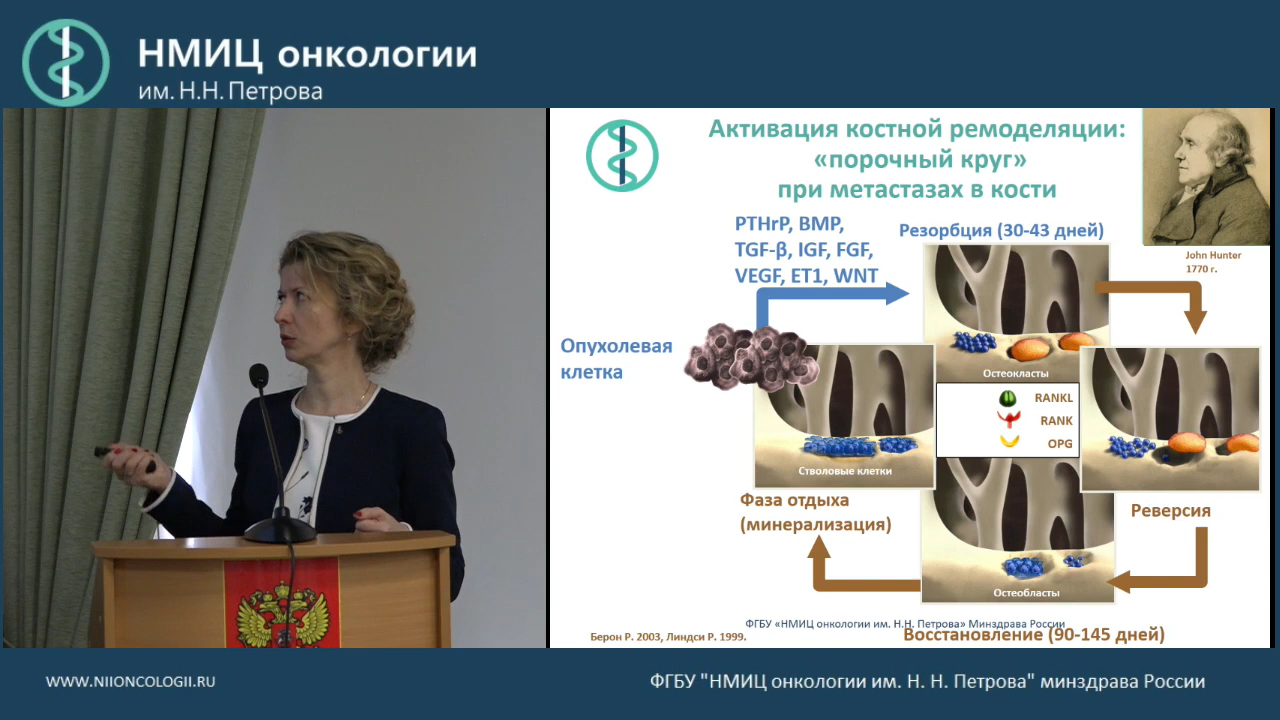 НМИЦ онкологии
им. Н.Н. Петрова
Активация костной ремоделяции:
«порочный круг»
при метастазах в кости
John Hunter
1770 г.
PTHrP, BMP,
TGF-β, IGF, FGF,
VEGF, ET1, WNT
Резорбция (30-43 дней)
Опухолевая
клетка
Остеокласты
RANKL
RANK
OPG
Стволовые клетки
Фаза отдыха
(минерализация)
Реверсия
Остеобласты
ФГБУ «НМИЦ онкологии им. Н.Н. Петрова» Минздрава России
Берон Р. 2003, Линдси Р. 1999.
Восстановление (90-145 дней)
WWW.NIIONCOLOGII.RU
ФГБУ "НМИЦ онкологии им. Н. Н. Петрова" минздрава России